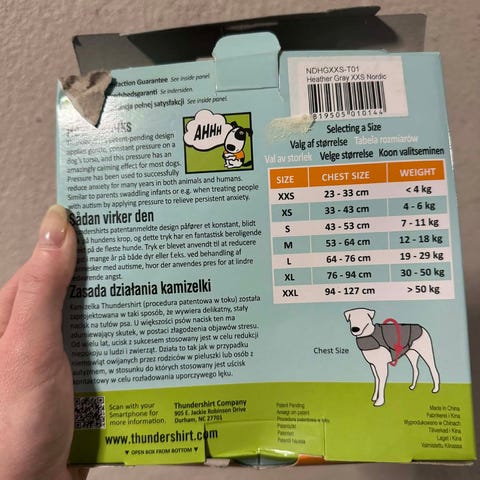 NDHGXXS-T01
Heather Gray XXS Nordic
819505 010144
action Guarantee See inside panel.
edshedsgaranti Se indersiden.
ncja pełnej satysfakcji See inside panel.
AHHH
design
applies gentle, constant pressure on a
dog's torso, and this pressure has an
amazingly calming effect for most dogs.
Pressure has been used to successfully
reduce anxiety for many years in both animals and humans.
Similar to parents swaddling infants or e.g. when treating people
with autism by applying pressure to relieve persistent anxiety.
Sådan virker den
Thundershirts patentanmeldte design påfører et konstant, blidt
på hundens krop, og dette tryk har en fantastisk beroligende
på de fleste hunde. Tryk er blevet anvendt til at reducere
mange år på både dyr eller f.eks. ved behandling af
mennesker med autisme, hvor der anvendes pres for at lindre
vedvarende angst.
Zasada działania kamizelki
Kamizelka Thundershirt (procedura patentowa w toku) została
zaprojektowana w taki sposób, że wywiera delikatny, stały
nacisk na tułów psa. U większości psów nacisk ten ma
zdumiewający skutek, w postaci złagodzenia objawów stresu.
Od wielu lat, ucisk z sukcesem stosowany jest w celu redukcji
niepokoju u ludzi i zwierząt. Działa to tak jak w przypadku
niemowląt owijanych przez rodziców w pieluszki lub osób z
autyzmem, w stosunku do których stosowany jest ucisk
w celu rozładowania uporczywego lęku.
Selecting a Size
Valg af størrelse Tabela rozmiarów
Val av storlek Velge størrelse Koon valitseminen
SIZE CHEST SIZE WEIGHT
XXS 23 - 33 cm < 4 kg
XS 33 - 43 cm 4 - 6 kg
S 43 - 53 cm 7 - 11 kg
M 53 - 64 cm 12 - 18 kg
L 64 - 76 cm 19 - 29 kg
XL 76 - 94 cm 30 - 50 kg
XXL 94 - 127 cm > 50 kg
Chest Size
Scan with your
Smartphone for
more information.
Thundershirt Company
905 E. Jackie Robinson Drive
Durham, NC 27701
www.thundershirt.com
▼ OPEN BOX FROM BOTTOM ▼
Patent Pending
Ansøgt om patent
Procedura patentowa w toku
Patentsökt
Patentert
Patentti haussa
Made in China
Fabrikeret i Kina
Wyprodukowano w Chinach
Tillverkad i Kina
Laget i Kina
Valmistettu Kiinassa